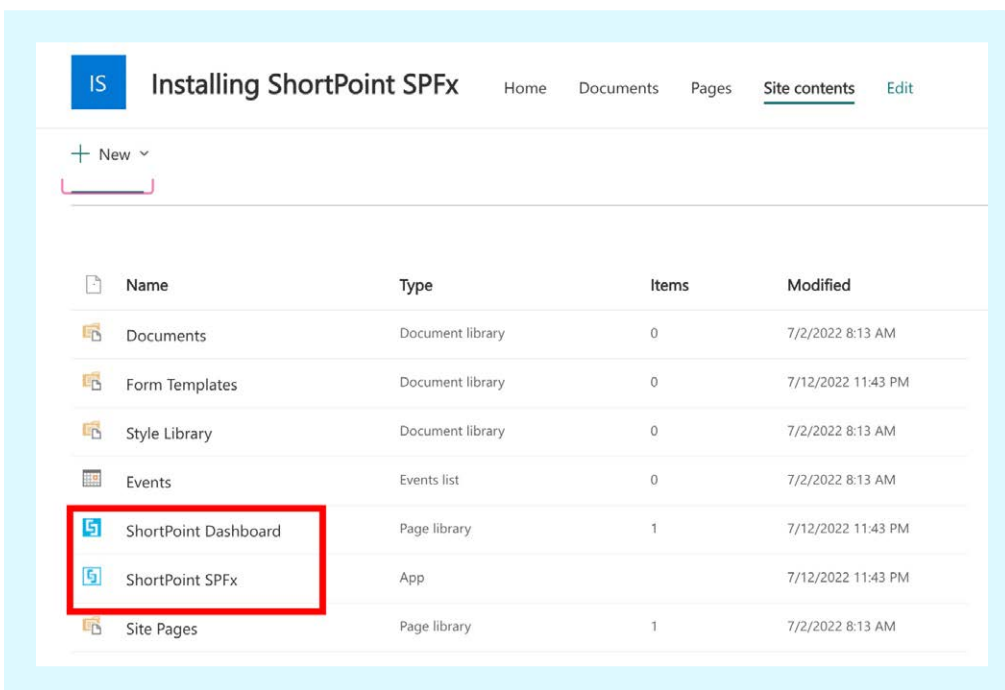 IS Installing ShortPoint SPFx Home Documents Pages Site contents Edit
+ New
Name Type Items Modified
Documents Document library 0 7/2/2022 8:13 AM
Form Templates Document library 0 7/12/2022 11:43 PM
Style Library Document library 0 7/2/2022 8:13 AM
Events Events list 0 7/2/2022 8:13 AM
ShortPoint Dashboard Page library 1 7/12/2022 11:43 PM
ShortPoint SPFx App 7/12/2022 11:43 PM
Site Pages Page library 1 7/2/2022 8:13 AM